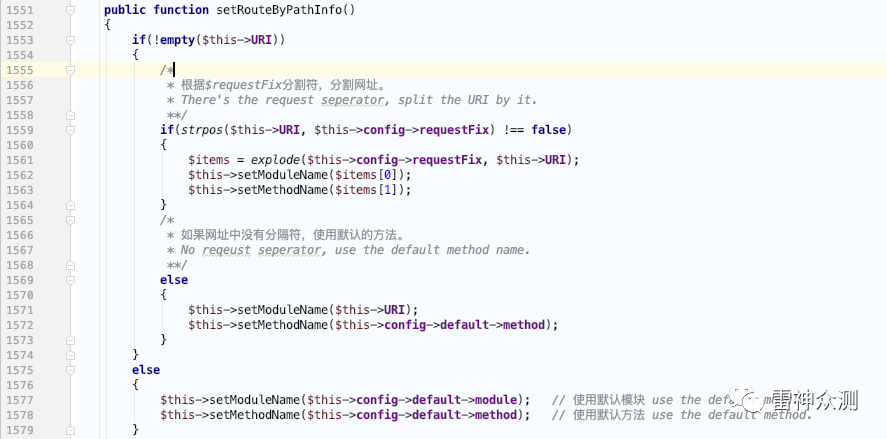 1551 public function setRouteByPathInfo()
1552 {
1553 if(!empty($this->URI))
1554 {
1555 /*
1556 * 根据$requestFix分割符，分割网址。
1557 * There's the request seperator, split the URI by it.
1558 **/
1559 if(strpos($this->URI, $this->config->requestFix) !== false)
1560 {
1561 $items = explode($this->config->requestFix, $this->URI);
1562 $this->setModuleName($items[0]);
1563 $this->setMethodName($items[1]);
1564 }
1565 /*
1566 * 如果网址中没有分隔符，使用默认的方法。
1567 * No reqeust seperator, use the default method name.
1568 **/
1569 else
1570 {
1571 $this->setModuleName($this->URI);
1572 $this->setMethodName($this->config->default->method);
1573 }
1574 }
1575 else
1576 {
1577 $this->setModuleName($this->config->default->module); // 使用默认模块 use the
1578 $this->setMethodName($this->config->default->method); // 使用默认方法 use the default method.
1579 }
雷神众测